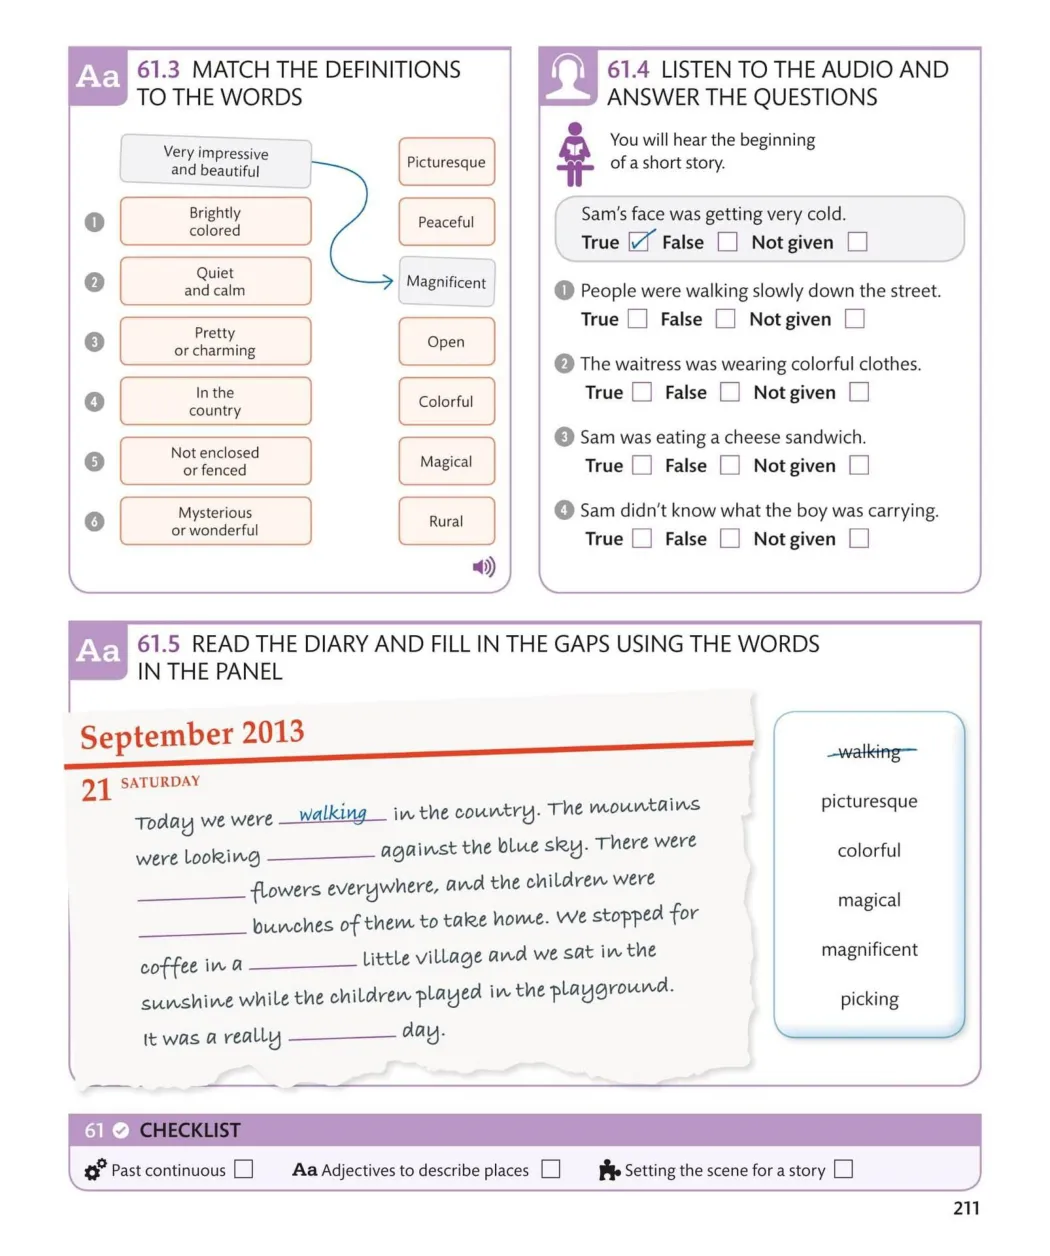 Aa 61.3 MATCH THE DEFINITIONS
TO THE WORDS
Very impressive
and beautiful
1 Brightly
colored
2 Quiet
and calm
3 Pretty
or charming
4 In the
country
5 Not enclosed
or fenced
6 Mysterious
or wonderful
Picturesque
Peaceful
Magnificent
Open
Colorful
Magical
Rural
61.4 LISTEN TO THE AUDIO AND
ANSWER THE QUESTIONS
You will hear the beginning
of a short story.
Sam's face was getting very cold.
True False Not given
1 People were walking slowly down the street.
True False Not given
2 The waitress was wearing colorful clothes.
True False Not given
3 Sam was eating a cheese sandwich.
True False Not given
4 Sam didn't know what the boy was carrying.
True False Not given
Aa 61.5 READ THE DIARY AND FILL IN THE GAPS USING THE WORDS
IN THE PANEL
September 2013
21 SATURDAY
Today we were walking in the country. The mountains
were looking ____ against the blue sky. There were
____ flowers everywhere, and the children were
____ bunches of them to take home. We stopped for
coffee in a ____ little village and we sat in the
sunshine while the children played in the playground.
It was a really ____ day.
walking
picturesque
colorful
magical
magnificent
picking
61 CHECKLIST
Past continuous Aa Adjectives to describe places Setting the scene for a story
211